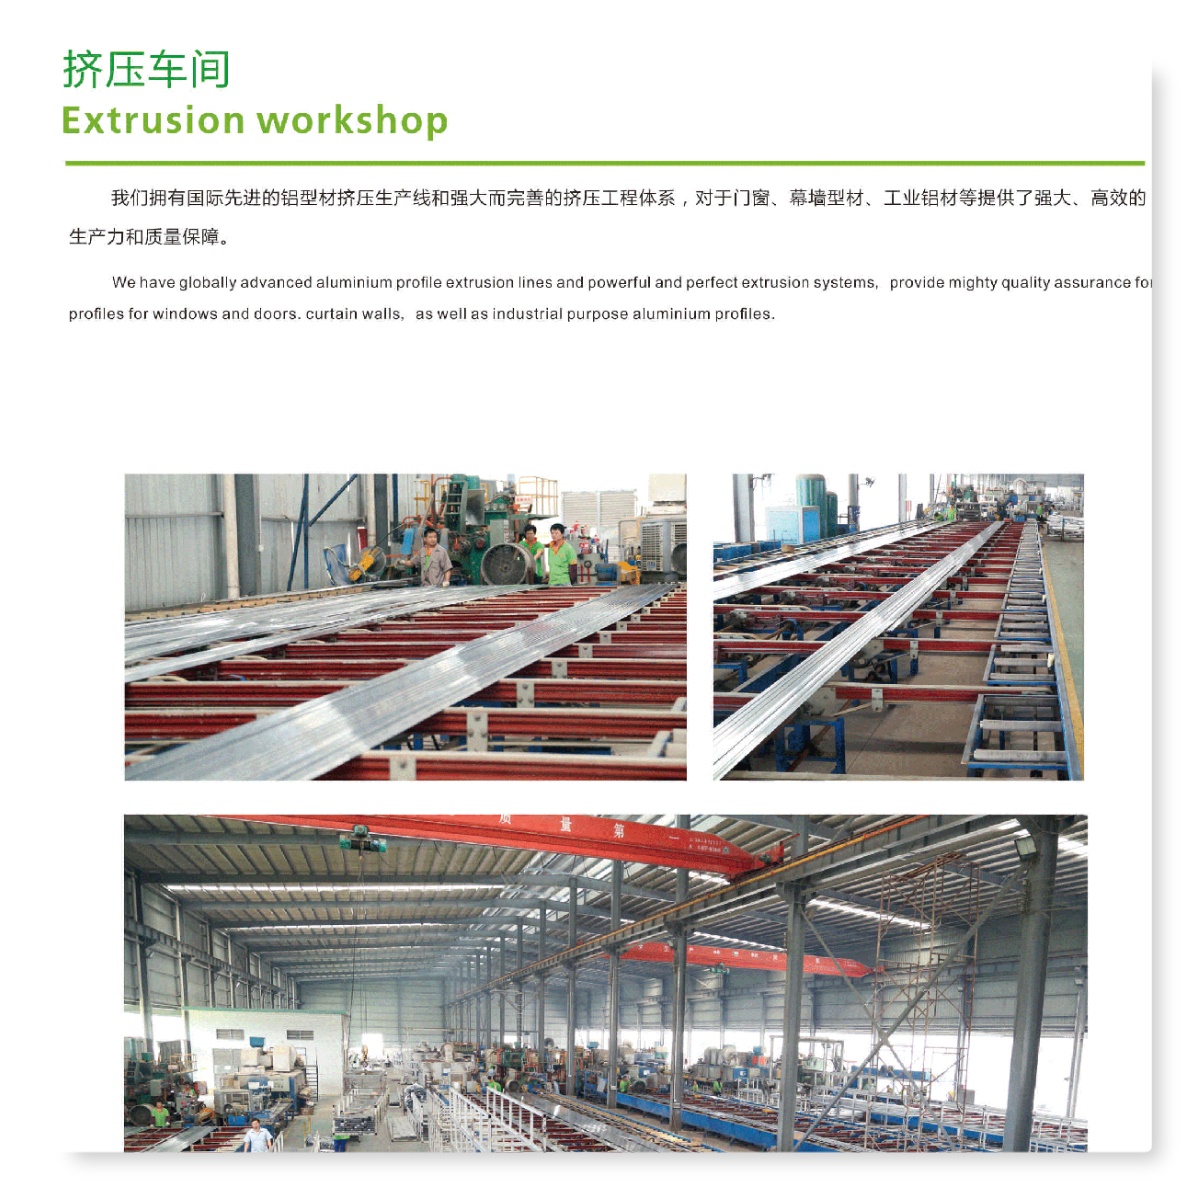 挤压车间
Extrusion workshop
我们拥有国际先进的铝型材挤压生产线和强大而完善的挤压工程体系，对于门窗、幕墙型材、工业铝材等提供了强大、高效的
生产力和质量保障。
We have globally advanced aluminium profile extrusion lines and powerful and perfect extrusion systems, provide mighty quality assurance for
profiles for windows and doors. curtain walls, as well as industrial purpose aluminium profiles.
质量第一